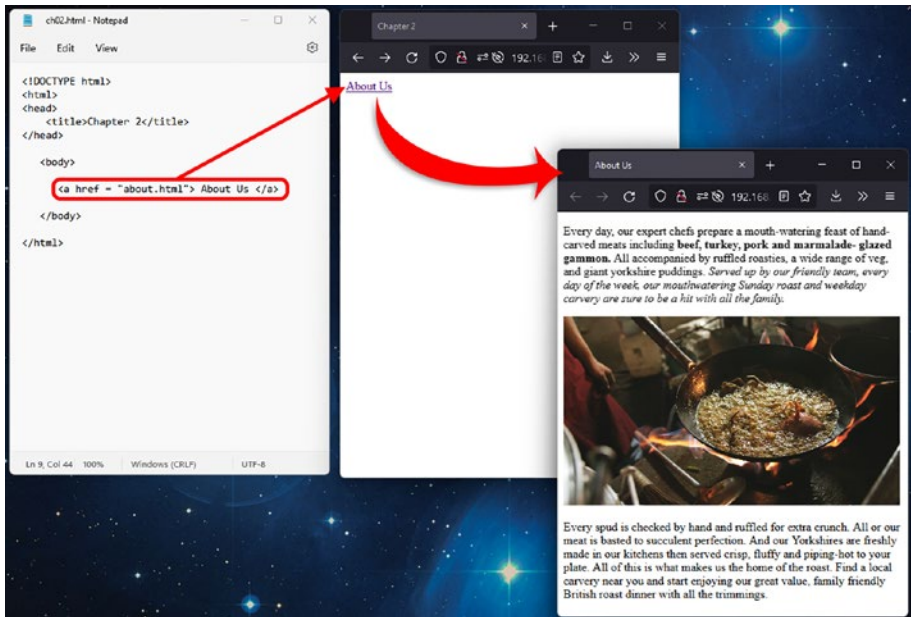 ch02.html - Notepad
File Edit View
<!DOCTYPE html>
<html>
<head>
<title>Chapter 2</title>
</head>
<body>
<a href = "about.html"> About Us </a>
</body>
</html>
Ln 9, Col 44 100% Windows (CRLF) UTF-8
Chapter 2
192.16
About Us
About Us
192.168
Every day, our expert chefs prepare a mouth-watering feast of hand-
carved meats including beef, turkey, pork and marmalade- glazed
gammon. All accompanied by ruffled roasties, a wide range of veg,
and giant yorkshire puddings. Served up by our friendly team, every
day of the week, our mouthwatering Sunday roast and weekday
carvery are sure to be a hit with all the family.
Every spud is checked by hand and ruffled for extra crunch. All or our
meat is basted to succulent perfection. And our Yorkshires are freshly
made in our kitchens then served crisp, fluffy and piping-hot to your
plate. All of this is what makes us the home of the roast. Find a local
carvery near you and start enjoying our great value, family friendly
British roast dinner with all the trimmings.